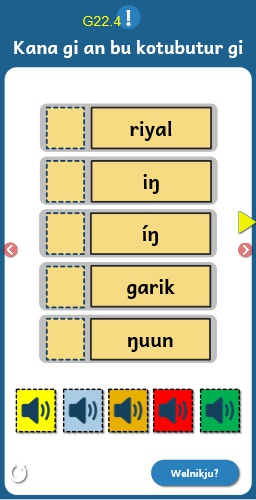 G22.4 !
Kana gi an bu kotubutur gi
riyal
iŋ
íŋ
garik
ŋuun
Welnikju?